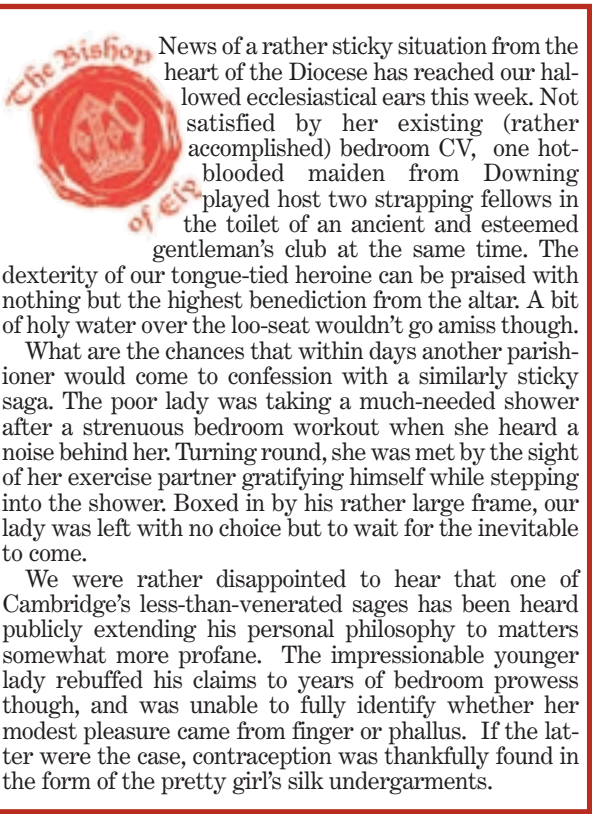 The Bishop
of Ely
News of a rather sticky situation from the
heart of the Diocese has reached our hal-
lowed ecclesiastical ears this week. Not
satisfied by her existing (rather
accomplished) bedroom CV, one hot-
blooded maiden from Downing
played host two strapping fellows in
the toilet of an ancient and esteemed
gentleman's club at the same time. The
dexterity of our tongue-tied heroine can be praised with
nothing but the highest benediction from the altar. A bit
of holy water over the loo-seat wouldn't go amiss though.
What are the chances that within days another parish-
ioner would come to confession with a similarly sticky
saga. The poor lady was taking a much-needed shower
after a strenuous bedroom workout when she heard a
noise behind her. Turning round, she was met by the sight
of her exercise partner gratifying himself while stepping
into the shower. Boxed in by his rather large frame, our
lady was left with no choice but to wait for the inevitable
to come.
We were rather disappointed to hear that one of
Cambridge's less-than-venerated sages has been heard
publicly extending his personal philosophy to matters
somewhat more profane. The impressionable younger
lady rebuffed his claims to years of bedroom prowess
though, and was unable to fully identify whether her
modest pleasure came from finger or phallus. If the lat-
ter were the case, contraception was thankfully found in
the form of the pretty girl's silk undergarments.